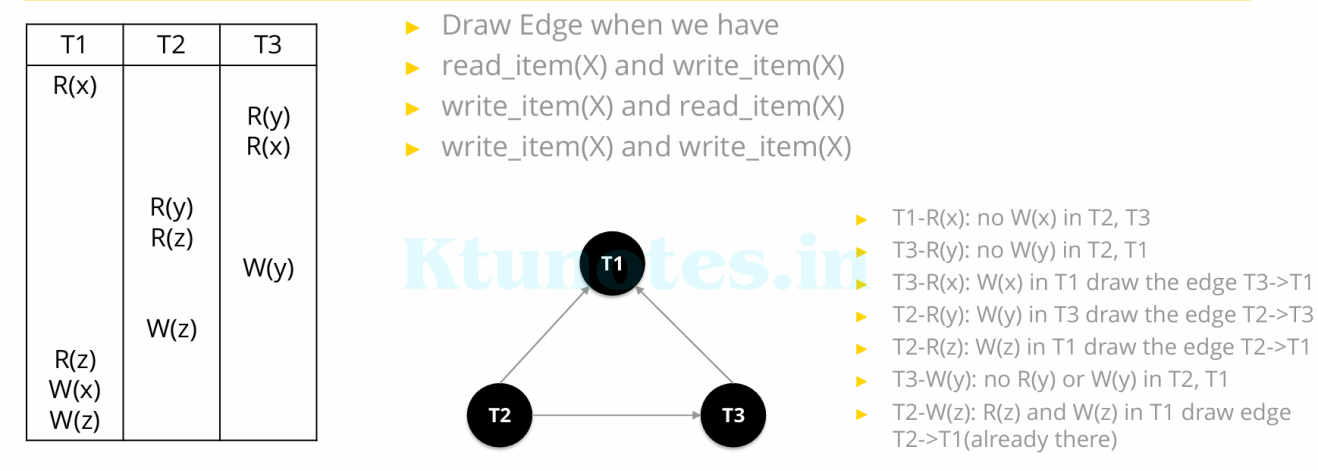 T1 T2 T3
R(x)
R(y)
R(x)
R(y)
R(z)
W(y)
W(z)
R(z)
W(x)
W(z)
Draw Edge when we have
read_item(X) and write_item(X)
write_item(X) and read_item(X)
write_item(X) and write_item(X)
Ktunotes.in
T1
T2
T3
T1-R(x): no W(x) in T2, T3
T3-R(y): no W(y) in T2, T1
T3-R(x): W(x) in T1 draw the edge T3->T1
T2-R(y): W(y) in T3 draw the edge T2->T3
T2-R(z): W(z) in T1 draw the edge T2->T1
T3-W(y): no R(y) or W(y) in T2, T1
T2-W(z): R(z) and W(z) in T1 draw edge
T2->T1(already there)